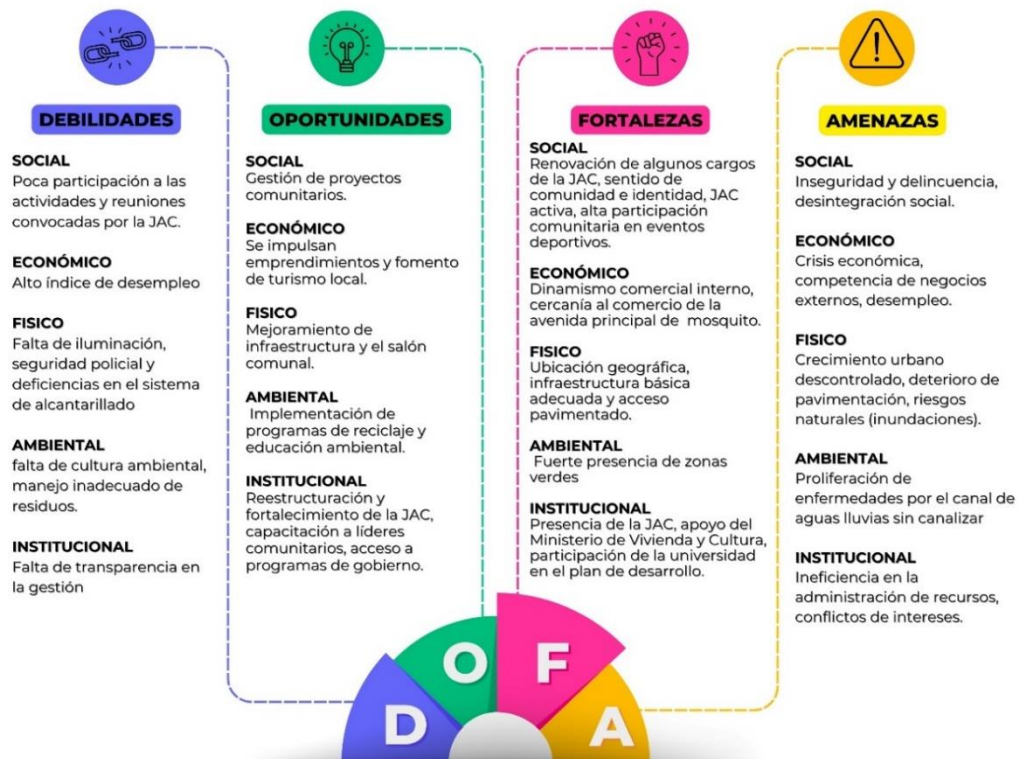 DEBILIDADES
SOCIAL
Poca participación a las
actividades y reuniones
convocadas por la JAC.
ECONÓMICO
Alto índice de desempleo
FISICO
Falta de iluminación,
seguridad policial y
deficiencias en el sistema
de alcantarillado
AMBIENTAL
falta de cultura ambiental,
manejo inadecuado de
residuos.
INSTITUCIONAL
Falta de transparencia en
la gestión
OPORTUNIDADES
SOCIAL
Gestión de proyectos
comunitarios.
ECONÓMICO
Se impulsan
emprendimientos y fomento
de turismo local.
FISICO
Mejoramiento de
infraestructura y el salón
comunal.
AMBIENTAL
Implementación de
programas de reciclaje y
educación ambiental.
INSTITUCIONAL
Reestructuración y
fortalecimiento de la JAC,
capacitación a líderes
comunitarios, acceso a
programas de gobierno.
FORTALEZAS
SOCIAL
Renovación de algunos cargos
de la JAC, sentido de
comunidad e identidad, JAC
activa, alta participación
comunitaria en eventos
deportivos.
ECONÓMICO
Dinamismo comercial interno,
cercanía al comercio de la
avenida principal de mosquito.
FISICO
Ubicación geográfica,
infraestructura básica
adecuada y acceso
pavimentado.
AMBIENTAL
Fuerte presencia de zonas
verdes
INSTITUCIONAL
Presencia de la JAC, apoyo del
Ministerio de Vivienda y Cultura,
participación de la universidad
en el plan de desarrollo.
AMENAZAS
SOCIAL
Inseguridad y delincuencia,
desintegración social.
ECONÓMICO
Crisis económica,
competencia de negocios
externos, desempleo.
FISICO
Crecimiento urbano
descontrolado, deterioro de
pavimentación, riesgos
naturales (inundaciones).
AMBIENTAL
Proliferación de
enfermedades por el canal de
aguas lluvias sin canalizar
INSTITUCIONAL
Ineficiencia en la
administración de recursos,
conflictos de intereses.
D
O
F
A